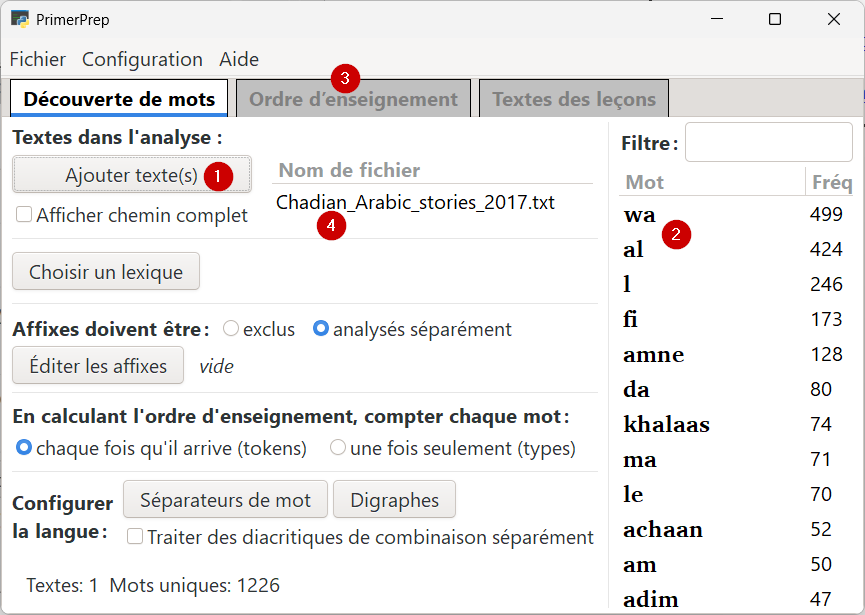 PrimerPrep
Fichier Configuration Aide
3
Découverte de mots Ordre d'enseignement Textes des leçons
Textes dans l'analyse :
Ajouter texte(s) 1
Afficher chemin complet
Nom de fichier
Chadian_Arabic_stories_2017.txt
4
Choisir un lexique
Affixes doivent être : exclus analysés séparément
Éditer les affixes vide
En calculant l'ordre d'enseignement, compter chaque mot :
chaque fois qu'il arrive (tokens) une fois seulement (types)
Configurer
la langue :
Séparateurs de mot Digraphes
Traiter des diacritiques de combinaison séparément
Textes: 1 Mots uniques: 1226
Filtre :
Mot Fréq
wa 499
2
al 424
l 246
fi 173
amne 128
da 80
khalaas 74
ma 71
le 70
achaan 52
am 50
adim 47